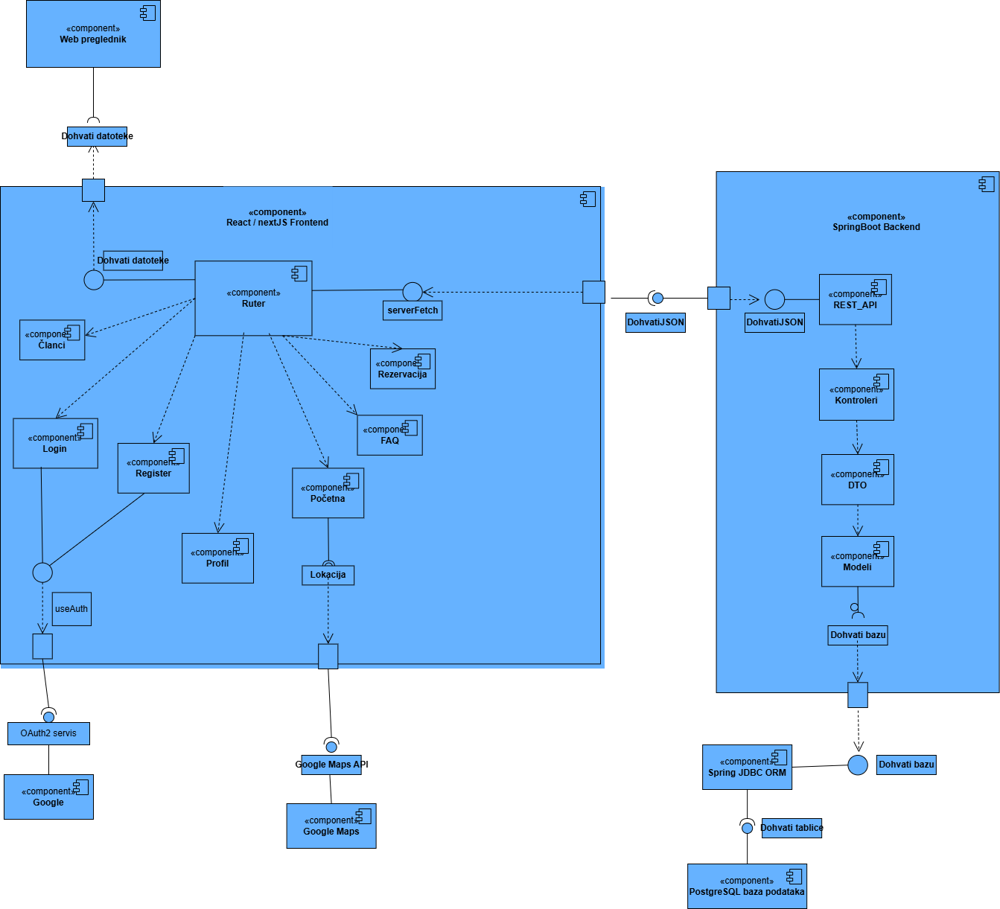 «component»
Web preglednik
Dohvati datoteke
«component»
React / nextJS Frontend
Dohvati datoteke
«component»
Ruter
serverFetch
«compone
Članci
«compone
Rezervacija
«compone
FAQ
«component»
Login
«component»
Register
«component»
Početna
«component»
Profil
Lokacija
useAuth
OAuth2 servis
«component»
Google
Google Maps API
«component»
Google Maps
DohvatiJSON
«component»
SpringBoot Backend
DohvatiJSON
«component»
REST_API
«component»
Kontroleri
«component»
DTO
«component»
Modeli
Dohvati bazu
«component»
Spring JDBC ORM
Dohvati bazu
Dohvati tablice
«component»
PostgreSQL baza podataka